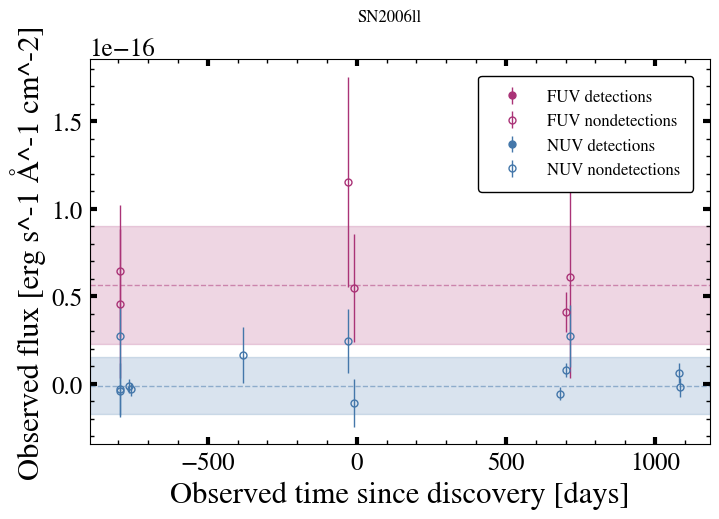 SN2006ll
1e−16
Observed flux [erg s^-1 Å^-1 cm^-2]
1.5
1.0
0.5
0.0
FUV detections
FUV nondetections
NUV detections
NUV nondetections
−500 0 500 1000
Observed time since discovery [days]